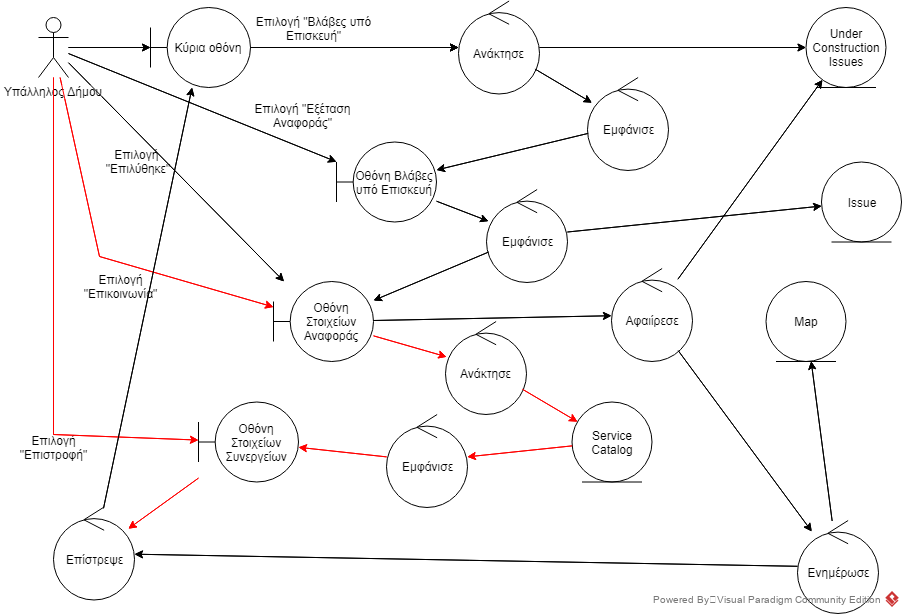 Επιλογή "Βλάβες υπό
Επισκευή"
Κύρια οθόνη
Ανάκτησε
Under
Construction
Issues
Υπάλληλος Δήμου
Επιλογή "Εξέταση
Αναφοράς"
Εμφάνισε
Επιλογή
"Επιλύθηκε"
Οθόνη Βλάβες
υπό Επισκευή
Issue
Εμφάνισε
Επιλογή
"Επικοινωνία"
Οθόνη
Στοιχείων
Αναφοράς
Αφαιίρεσε
Map
Ανάκτησε
Επιλογή
"Επιστροφή"
Οθόνη
Στοιχείων
Συνεργείων
Εμφάνισε
Service
Catalog
Επίστρεψε
Ενημέρωσε
Powered By Visual Paradigm Community Edition